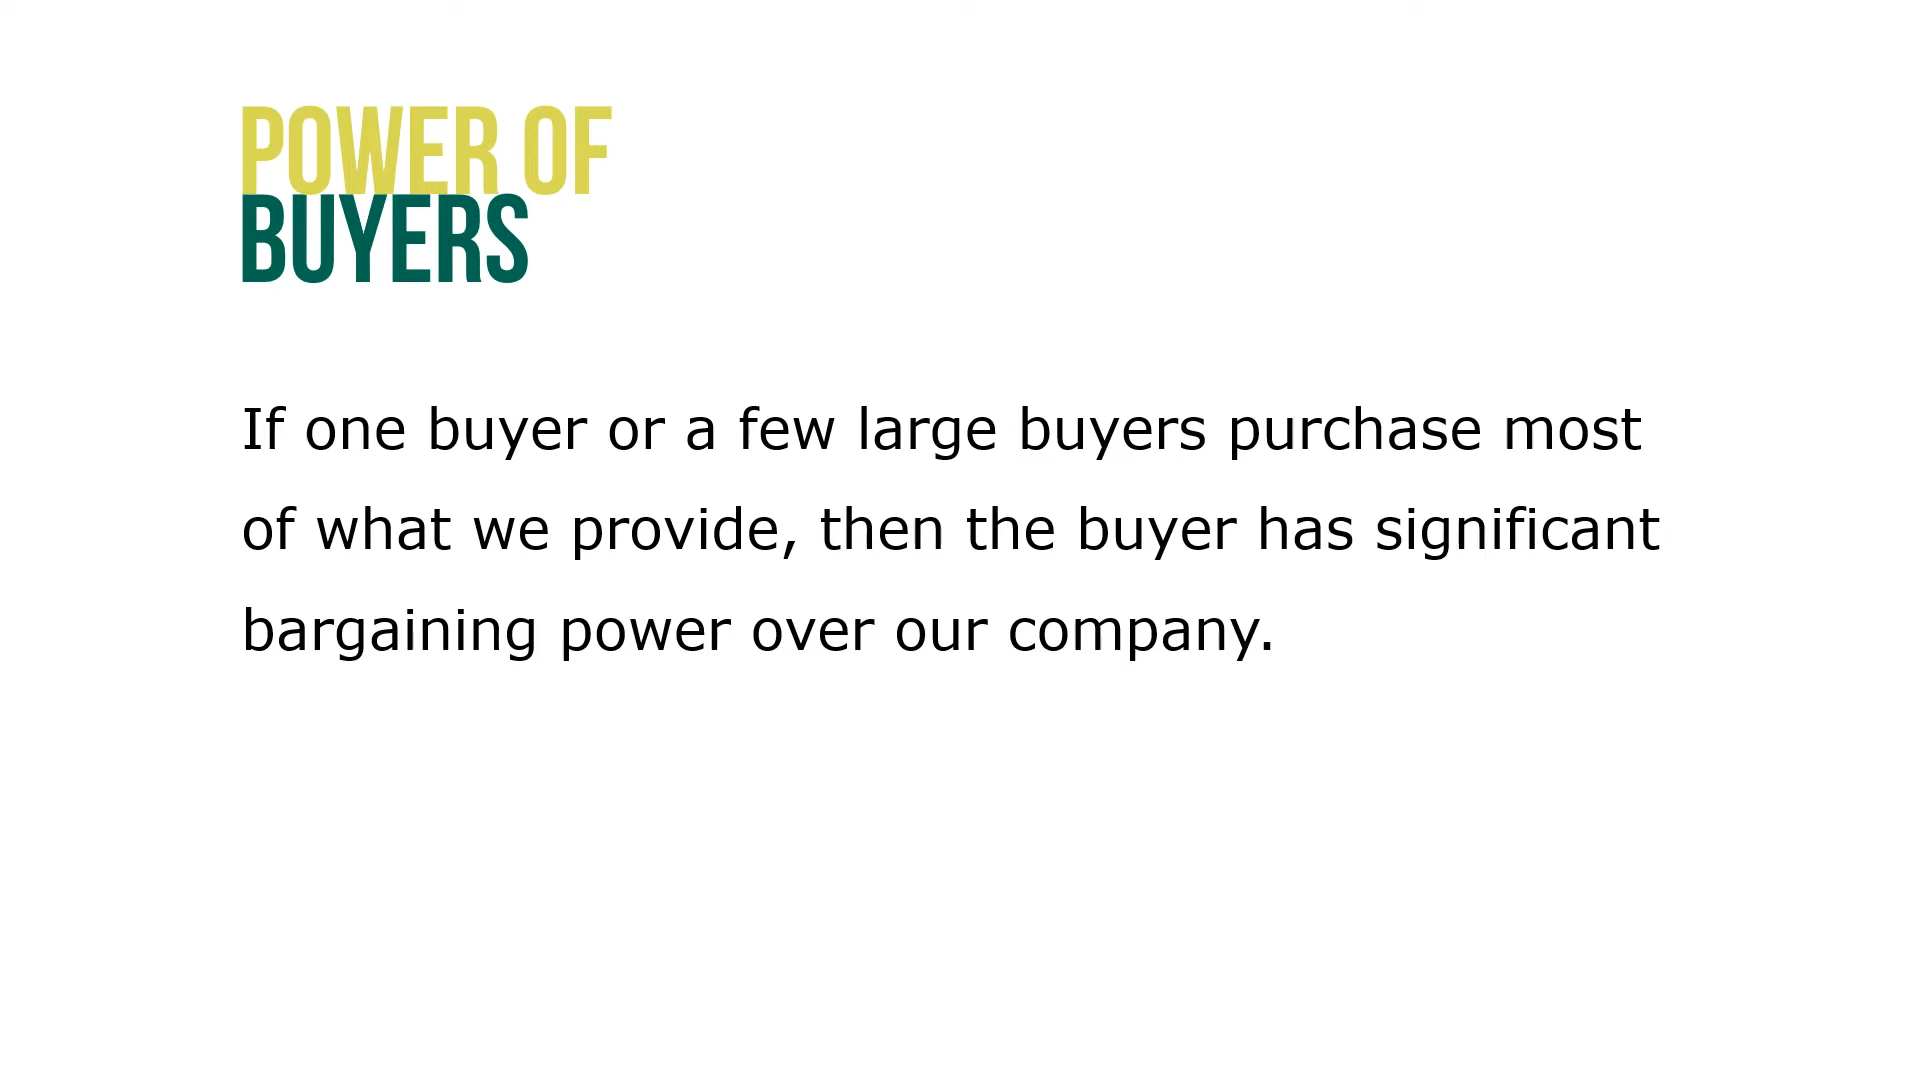 POWER OF
BUYERS
If one buyer or a few large buyers purchase most
of what we provide, then the buyer has significant
bargaining power over our company.